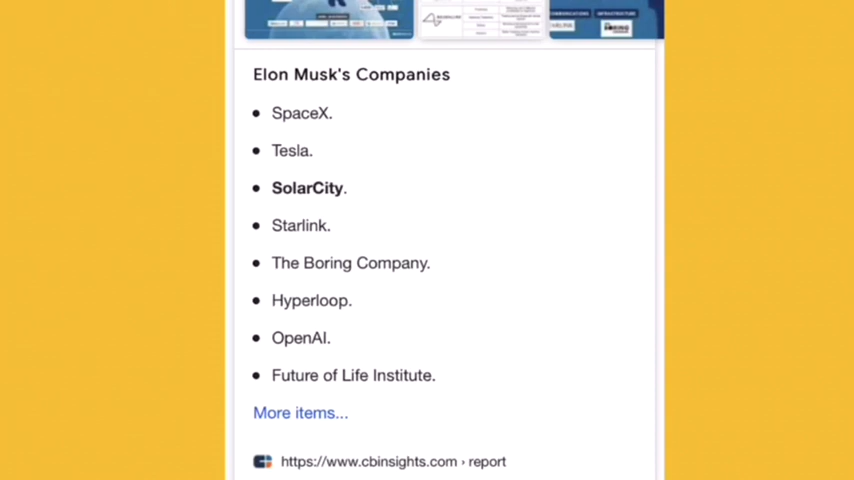 Elon Musk's Companies
SpaceX.
Tesla.
SolarCity.
Starlink.
The Boring Company.
Hyperloop.
OpenAI.
Future of Life Institute.
More items...
https://www.cbinsights.com › report